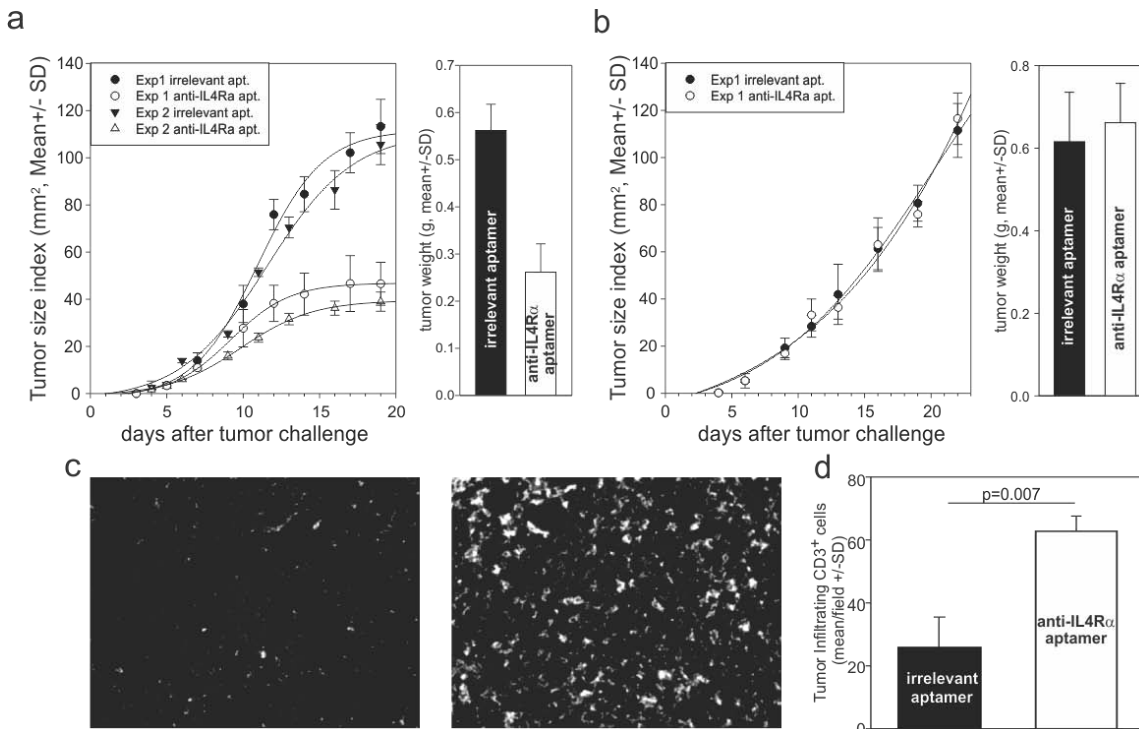 a
Tumor size index (mm², Mean+/- SD)
140
120
100
80
60
40
20
0
Exp1 irrelevant apt.
Exp 1 anti-IL4Ra apt.
Exp 2 irrelevant apt.
Exp 2 anti-IL4Ra apt.
0
5
10
15
20
days after tumor challenge
tumor weight (g, mean+/-SD)
0.7
0.6
0.5
0.4
0.3
0.2
0.1
0.0
irrelevant aptamer
anti-IL4Rα
aptamer
b
Tumor size index (mm², Mean+/- SD)
140
120
100
80
60
40
20
0
Exp1 irrelevant apt.
Exp 1 anti-IL4Ra apt.
0
5
10
15
20
days after tumor challenge
tumor weight (g, mean+/-SD)
0.8
0.6
0.4
0.2
0.0
irrelevant aptamer
anti-IL4Rα aptamer
c
d
Tumor Infiltrating CD3⁺ cells
(mean/field +/-SD)
80
60
40
20
0
p=0.007
irrelevant
aptamer
anti-IL4Rα
aptamer